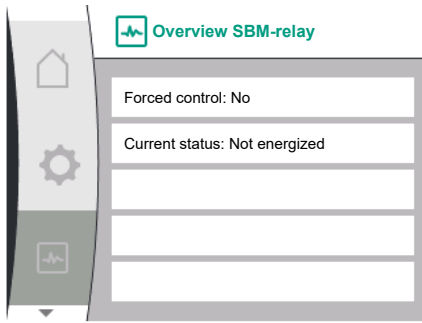 Overview SBM-relay
Forced control: No
Current status: Not energized